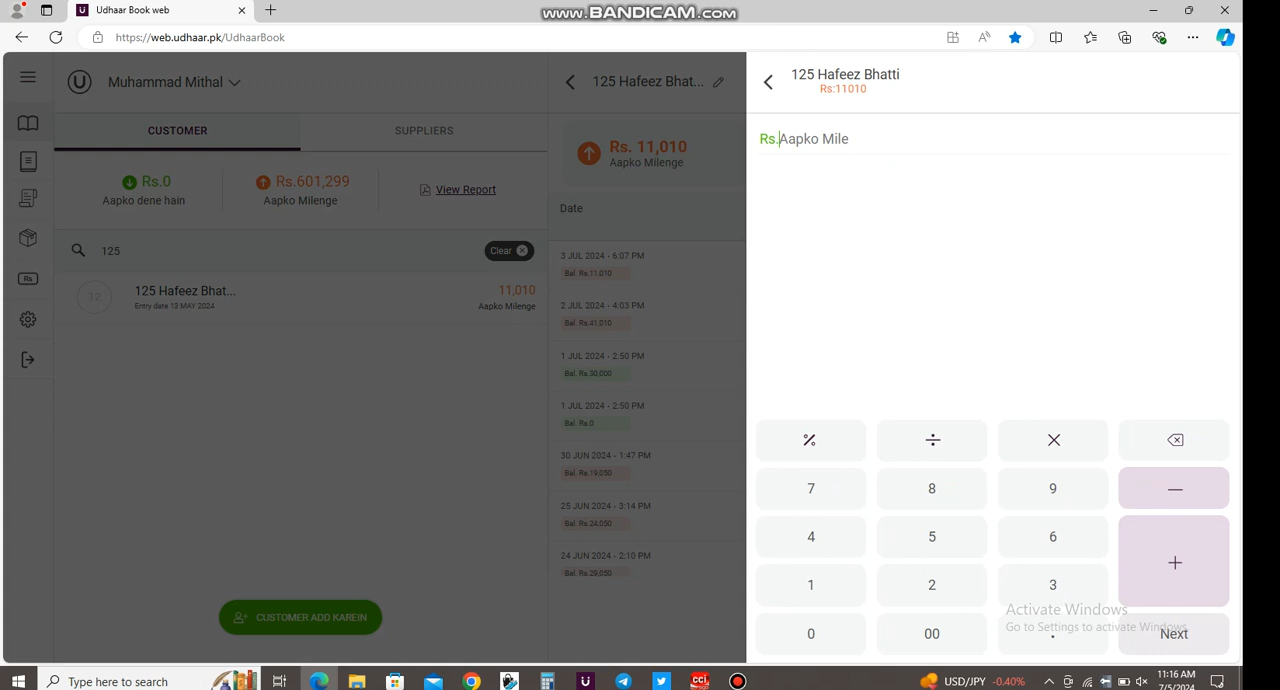 www.BANDICAM.com
Udhaar Book web
https://web.udhaar.pk/UdhaarBook
Muhammad Mithal
CUSTOMER
SUPPLIERS
Rs.0
Aapko dene hain
Rs.601,299
Aapko Milenge
View Report
125
Clear
12
125 Hafeez Bhat...
Entry date 13 MAY 2024
11,010
Aapko Milenge
CUSTOMER ADD KAREIN
Rs
125 Hafeez Bhat...
Rs. 11,010
Aapko Milenge
Date
3 JUL 2024 - 6:07 PM
Bal. Rs.11,010
2 JUL 2024 - 4:03 PM
Bal. Rs.41,010
1 JUL 2024 - 2:50 PM
Bal. Rs.30,000
1 JUL 2024 - 2:50 PM
Bal. Rs.0
30 JUN 2024 - 1:47 PM
Bal. Rs.19,050
25 JUN 2024 - 3:14 PM
Bal. Rs.24,050
24 JUN 2024 - 2:10 PM
Bal. Rs.29,050
125 Hafeez Bhatti
Rs:11010
Rs.Aapko Mile
% ÷ ×
7 8 9 —
4 5 6 +
1 2 3
0 00 . Next
Activate Windows
Go to Settings to activate Windows.
Type here to search
CCI
USD/JPY -0.40%
11:16 AM
7/5/2024